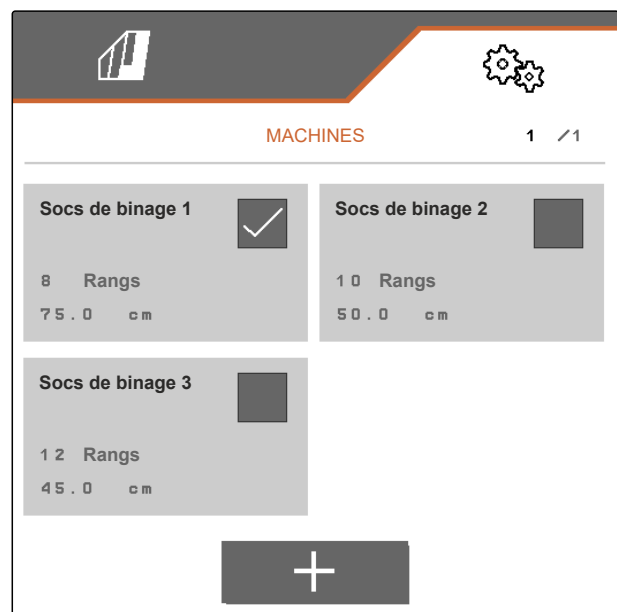 MACHINES 1 /1
Socs de binage 1
8 Rangs
75.0 cm
Socs de binage 2
10 Rangs
50.0 cm
Socs de binage 3
12 Rangs
45.0 cm